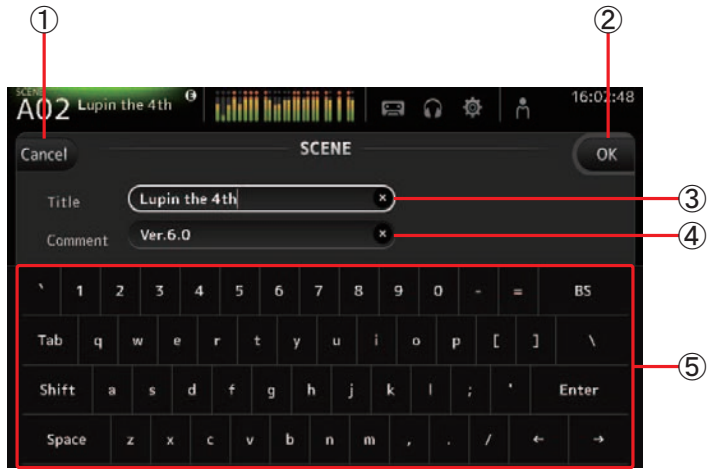 ① ②
SCENE
A02 Lupin the 4th E 16:02:48
Cancel SCENE OK
Title Lupin the 4th × ③
Comment Ver.6.0 × ④
` 1 2 3 4 5 6 7 8 9 0 - = BS
Tab q w e r t y u i o p [ ] \
Shift a s d f g h j k l ; ' Enter ⑤
Space z x c v b n m , . / ← →